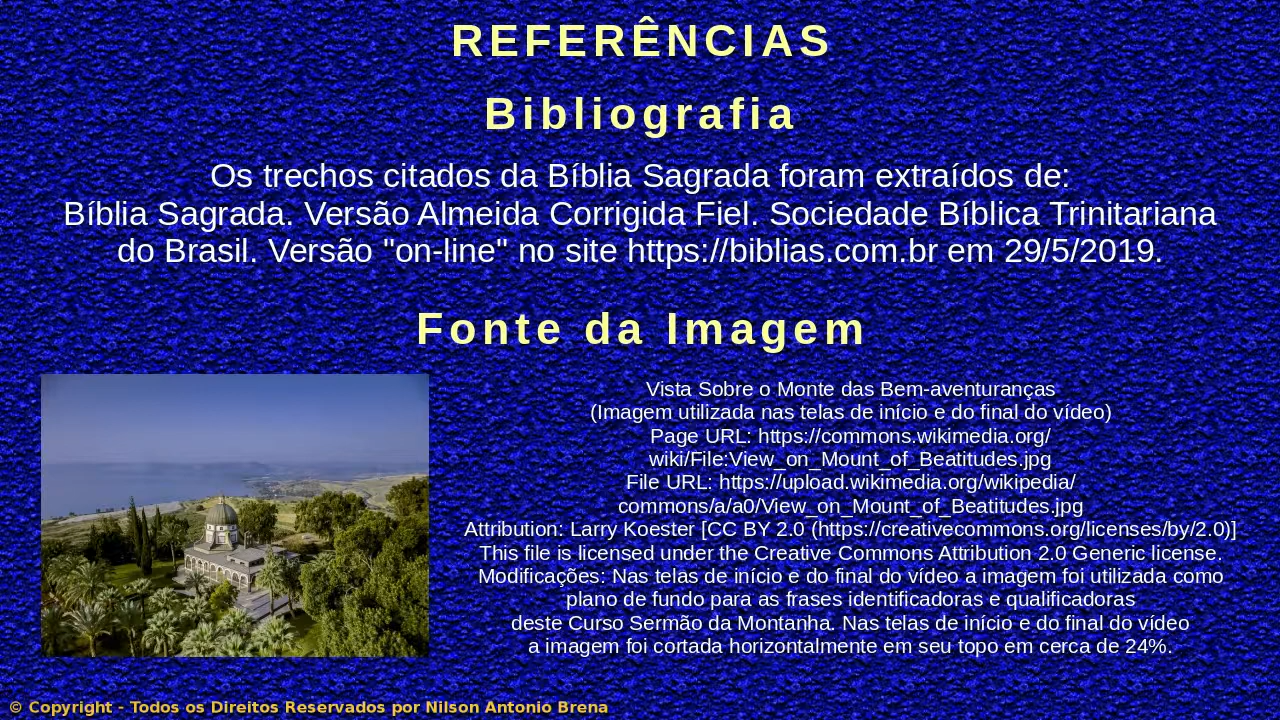 REFERÊNCIAS
Bibliografia
Os trechos citados da Bíblia Sagrada foram extraídos de:
Bíblia Sagrada. Versão Almeida Corrigida Fiel. Sociedade Bíblica Trinitariana
do Brasil. Versão "on-line" no site https://biblias.com.br em 29/5/2019.
Fonte da Imagem
Vista Sobre o Monte das Bem-aventuranças
(Imagem utilizada nas telas de início e do final do vídeo)
Page URL: https://commons.wikimedia.org/
wiki/File:View_on_Mount_of_Beatitudes.jpg
File URL: https://upload.wikimedia.org/wikipedia/
commons/a/a0/View_on_Mount_of_Beatitudes.jpg
Attribution: Larry Koester [CC BY 2.0 (https://creativecommons.org/licenses/by/2.0)]
This file is licensed under the Creative Commons Attribution 2.0 Generic license.
Modificações: Nas telas de início e do final do vídeo a imagem foi utilizada como
plano de fundo para as frases identificadoras e qualificadoras
deste Curso Sermão da Montanha. Nas telas de início e do final do vídeo
a imagem foi cortada horizontalmente em seu topo em cerca de 24%.
© Copyright - Todos os Direitos Reservados por Nilson Antonio Brena